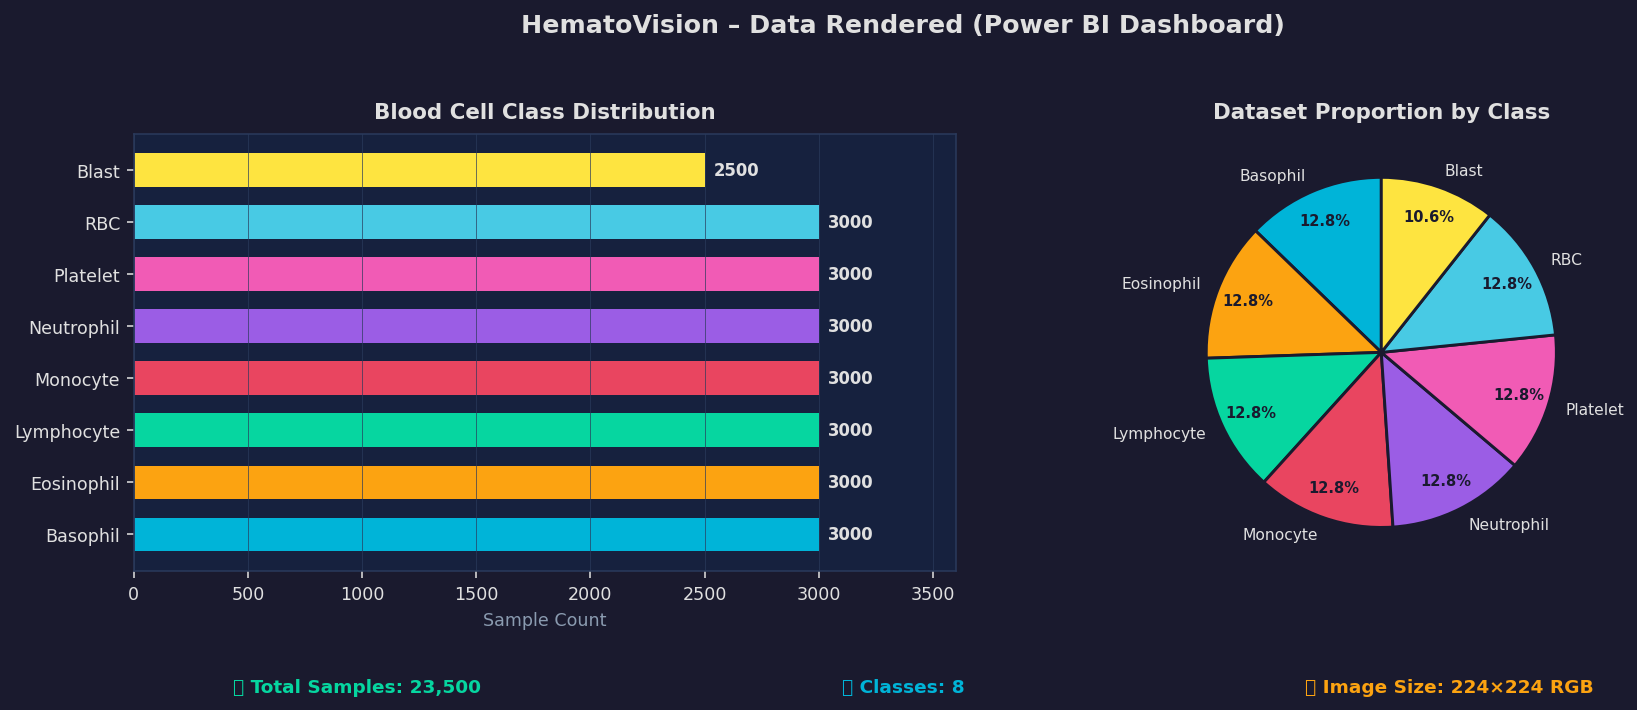 HematoVision – Data Rendered (Power BI Dashboard)
Blood Cell Class Distribution
Blast
2500
RBC
3000
Platelet
3000
Neutrophil
3000
Monocyte
3000
Lymphocyte
3000
Eosinophil
3000
Basophil
3000
0 500 1000 1500 2000 2500 3000 3500
Sample Count
Dataset Proportion by Class
Blast
10.6%
RBC
12.8%
Platelet
12.8%
Neutrophil
12.8%
Monocyte
12.8%
Lymphocyte
12.8%
Eosinophil
12.8%
Basophil
12.8%
Total Samples: 23,500
Classes: 8
Image Size: 224×224 RGB